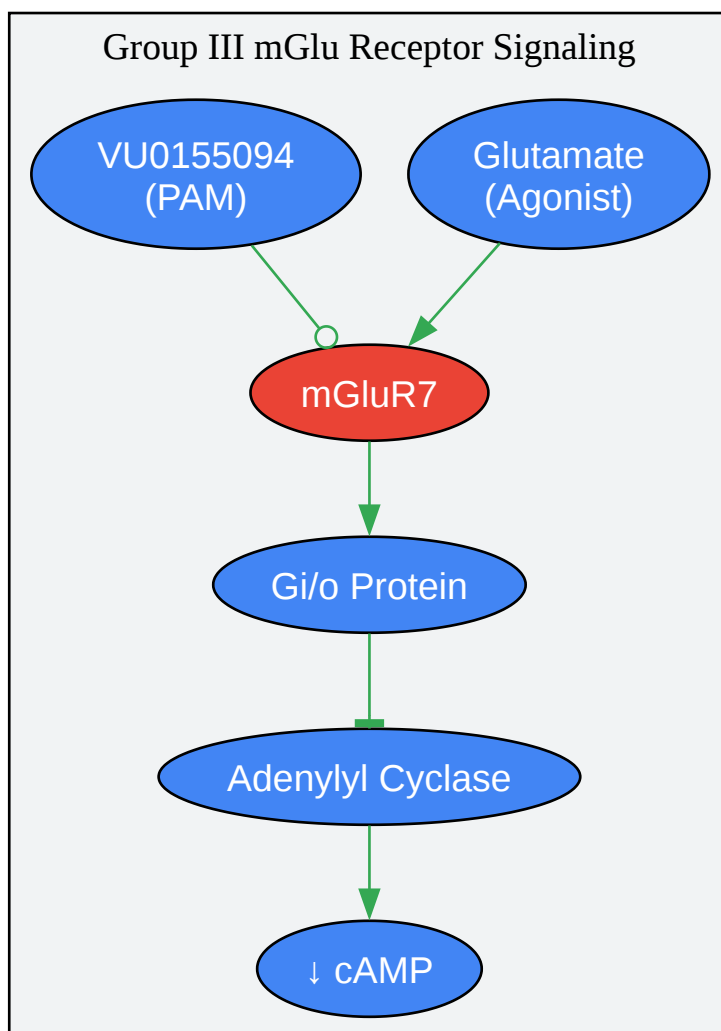 Group III mGlu Receptor Signaling
VU0155094
(PAM)
Glutamate
(Agonist)
mGluR7
Gi/o Protein
Adenylyl Cyclase
↓ cAMP